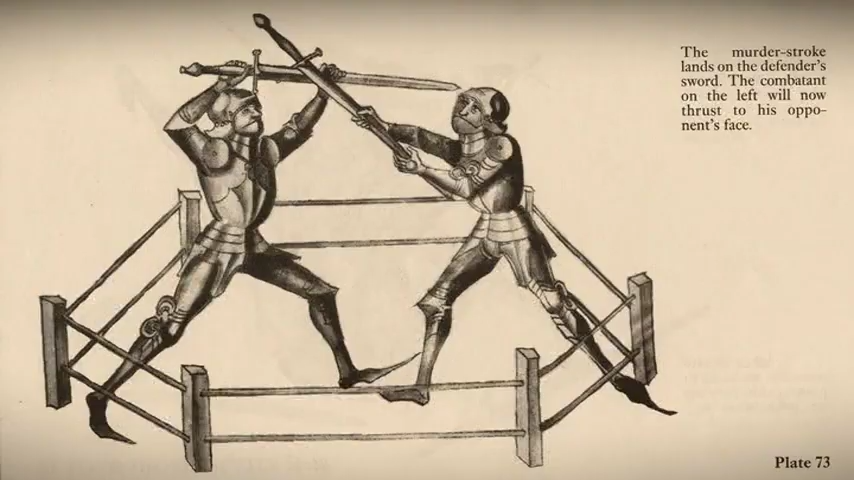 The murder-stroke
lands on the defender's
sword. The combatant
on the left will now
thrust to his oppo-
nent's face.
Plate 73